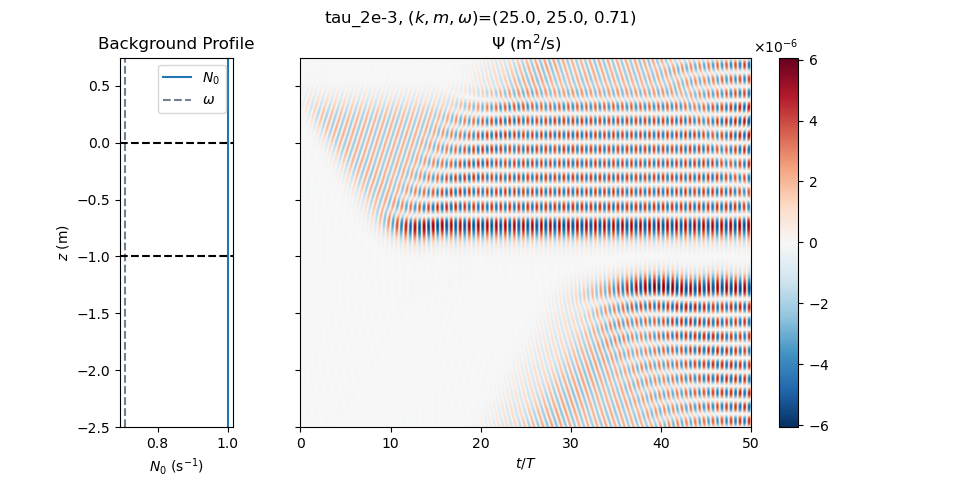 tau_2e-3, (k, m, ω)=(25.0, 25.0, 0.71)
Background Profile
Ψ (m²/s)
×10⁻⁶
N₀
ω
0.5
0.0
−0.5
−1.0
−1.5
−2.0
−2.5
z (m)
0.8
1.0
N₀ (s⁻¹)
0
10
20
30
40
50
t/T
6
4
2
0
−2
−4
−6